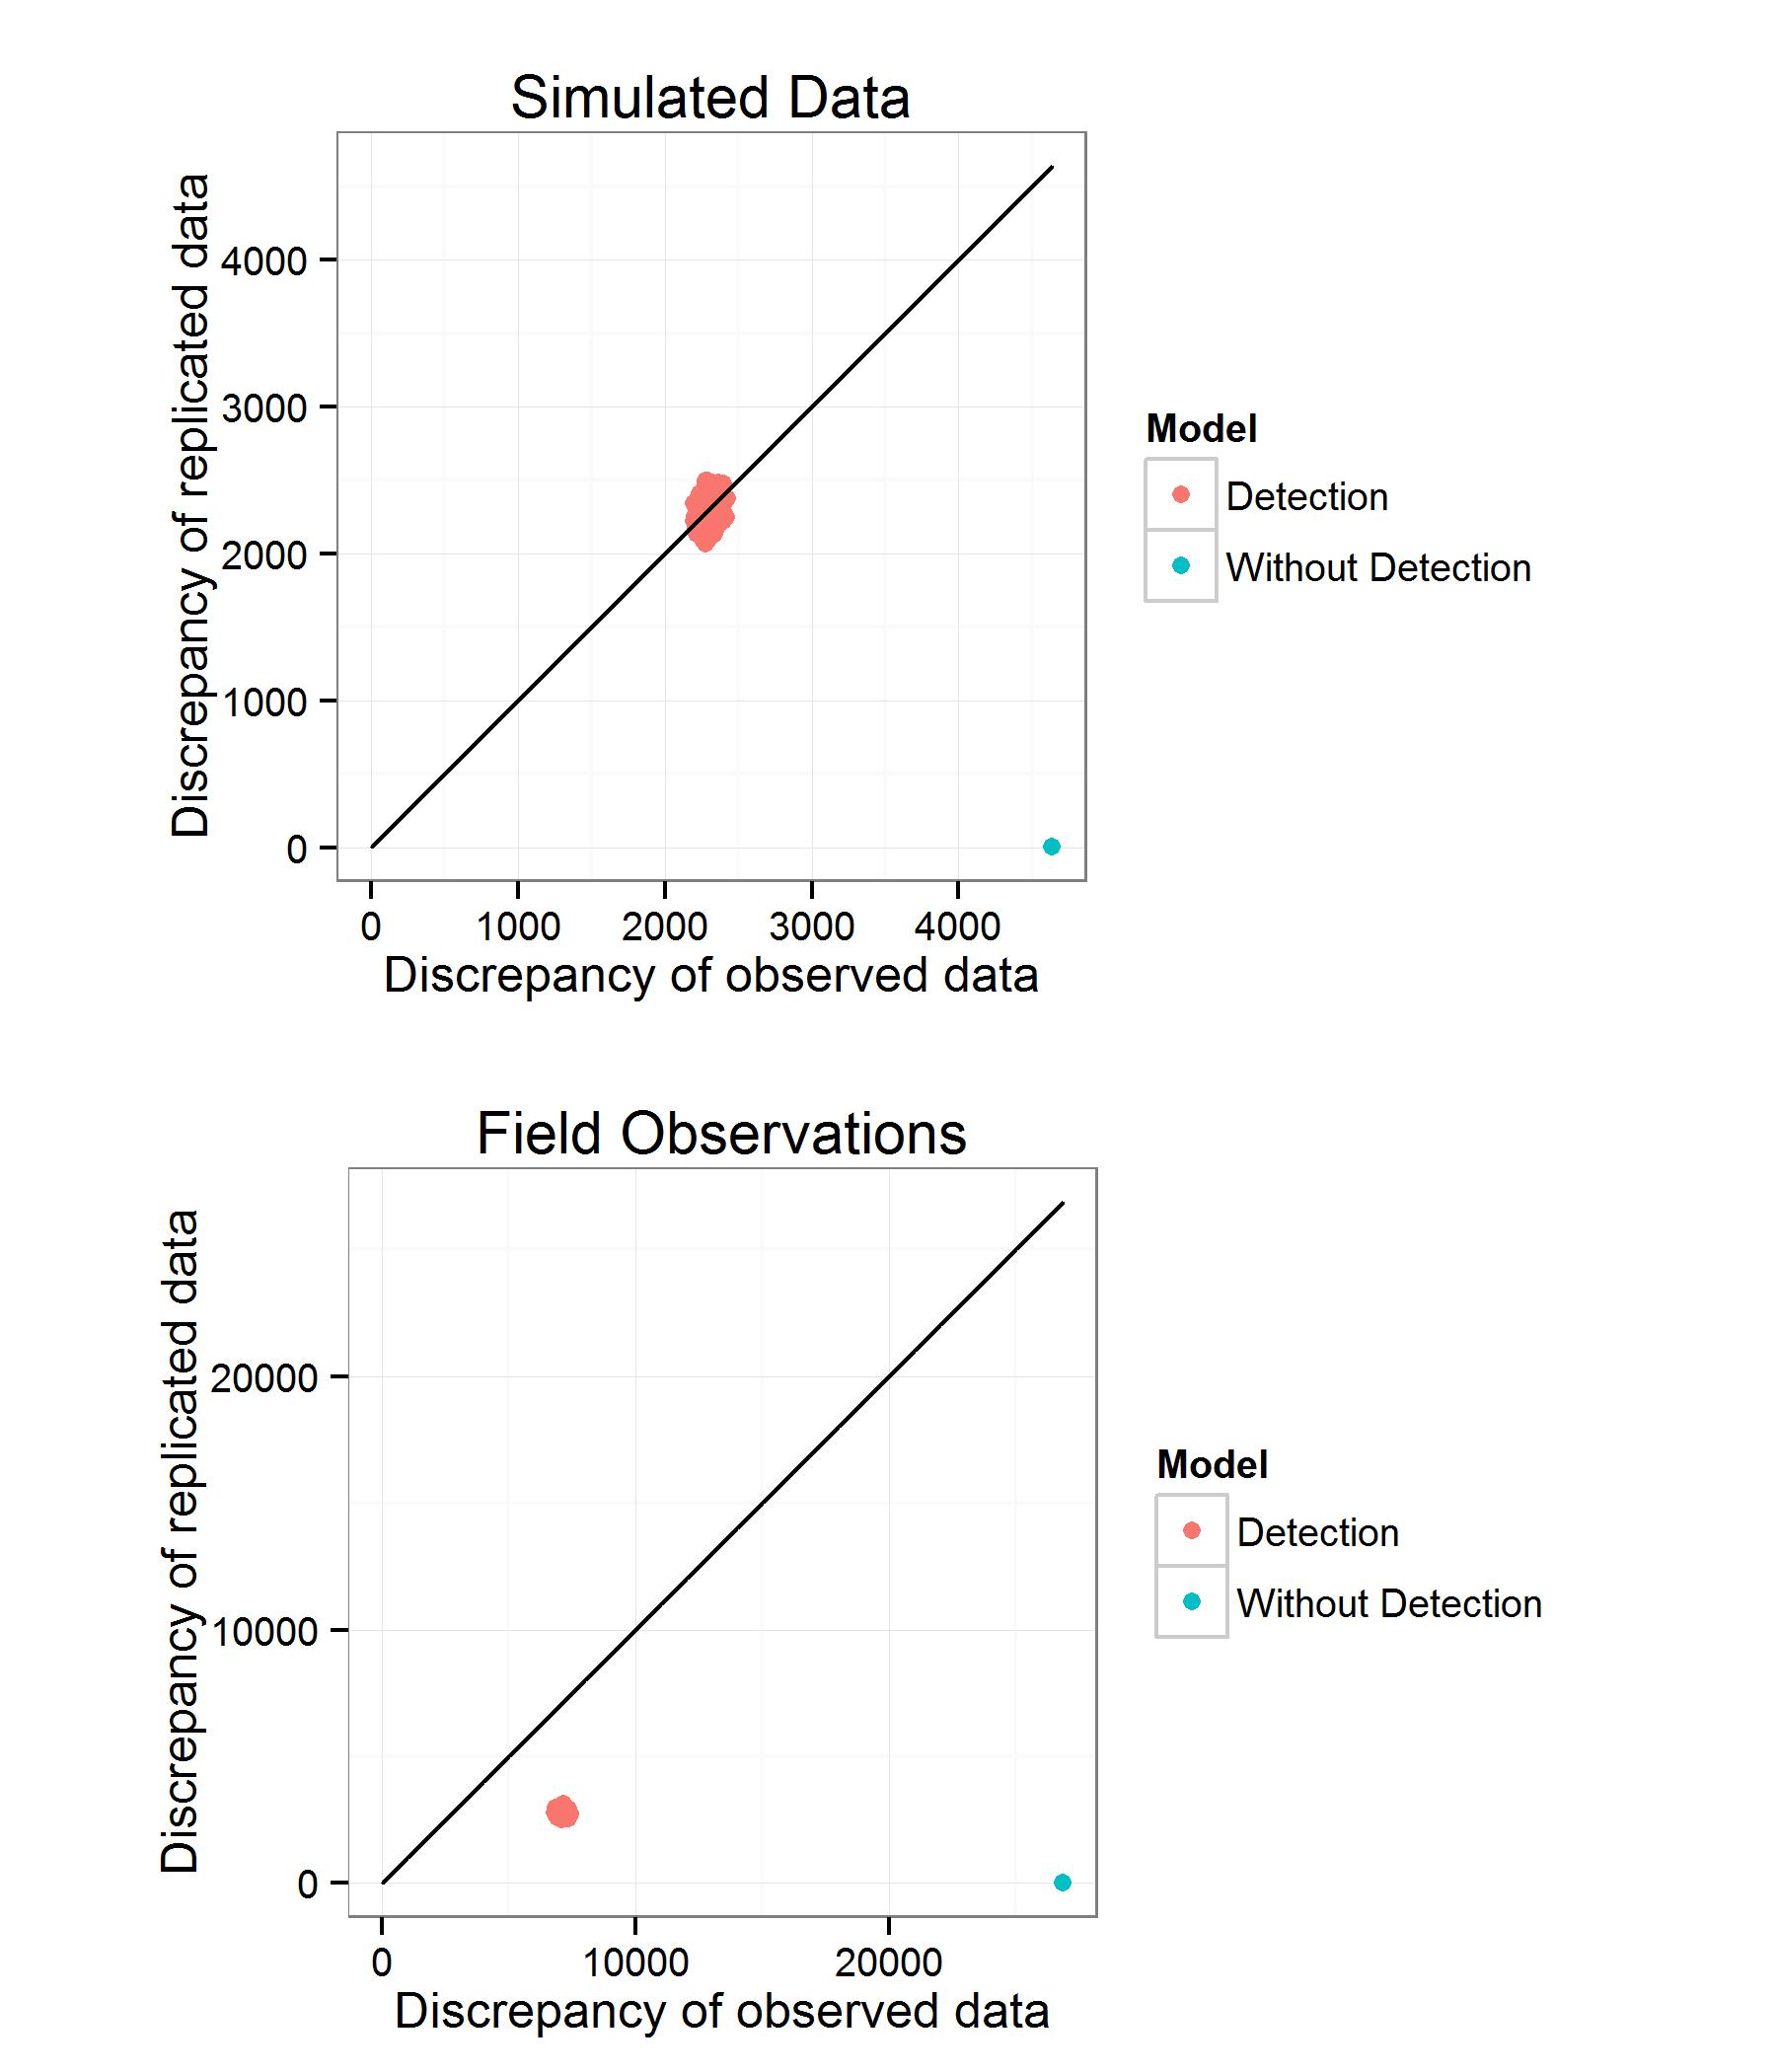 Simulated Data
Discrepancy of replicated data
4000
3000
2000
1000
0
0 1000 2000 3000 4000
Discrepancy of observed data
Model
Detection
Without Detection
Field Observations
Discrepancy of replicated data
20000
10000
0
0 10000 20000
Discrepancy of observed data
Model
Detection
Without Detection